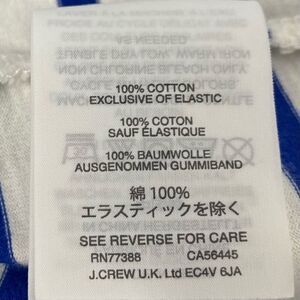 100% COTTON
EXCLUSIVE OF ELASTIC
100% COTON
SAUF ÉLASTIQUE
100% BAUMWOLLE
AUSGENOMMEN GUMMIBAND
綿 100%
エラスティックを除く
SEE REVERSE FOR CARE
RN77388 CA56445
J.CREW U.K. Ltd EC4V 6JA